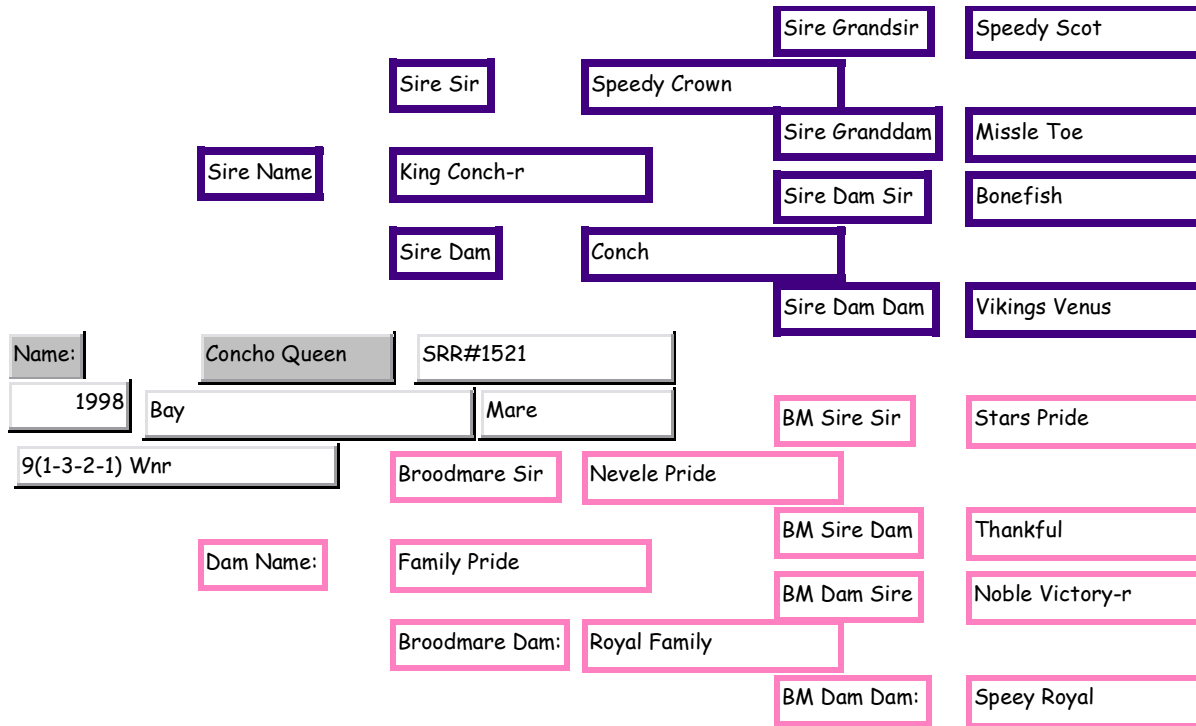 Sire Grandsir Speedy Scot
Sire Sir Speedy Crown
Sire Granddam Missle Toe
Sire Name King Conch-r
Sire Dam Sir Bonefish
Sire Dam Conch
Sire Dam Dam Vikings Venus
Name: Concho Queen SRR#1521
1998 Bay Mare
BM Sire Sir Stars Pride
9(1-3-2-1) Wnr
Broodmare Sir Nevele Pride
BM Sire Dam Thankful
Dam Name: Family Pride
BM Dam Sire Noble Victory-r
Broodmare Dam: Royal Family
BM Dam Dam: Speey Royal